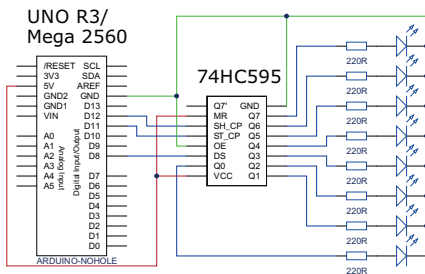 UNO R3/
Mega 2560
/RESET SCL
3V3 SDA
5V AREF
GND2 GND
GND1 D13
VIN D12
D11
A0 D10
A1 D9
A2 D8
A3
A4 D7
A5 D6
D5
D4
D3
D2
D1
D0
Analog Input
Digital Input/Output
ARDUINO-NOHOLE
74HC595
Q7' GND
MR Q7
SH_CP Q6
ST_CP Q5
OE Q4
DS Q3
Q0 Q2
VCC Q1
220R
220R
220R
220R
220R
220R
220R
220R